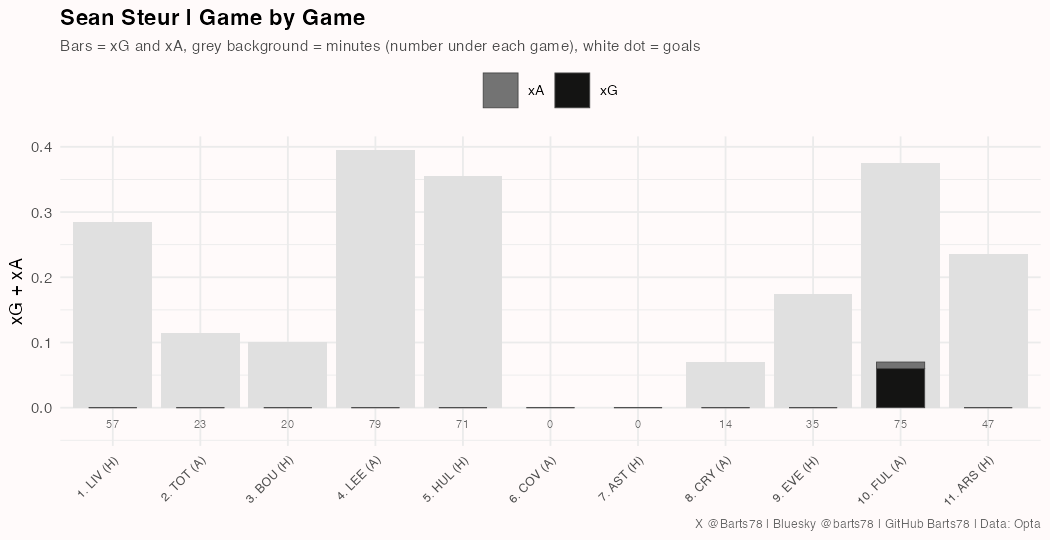 Sean Steur | Game by Game
Bars = xG and xA, grey background = minutes (number under each game), white dot = goals
xA xG
xG + xA
0.4
0.3
0.2
0.1
0.0
57 23 20 79 71 0 0 14 35 75 47
1. LIV (H)
2. TOT (A)
3. BOU (H)
4. LEE (A)
5. HUL (H)
6. COV (A)
7. AST (H)
8. CRY (A)
9. EVE (H)
10. FUL (A)
11. ARS (H)
X @Barts78 | Bluesky @barts78 | GitHub Barts78 | Data: Opta